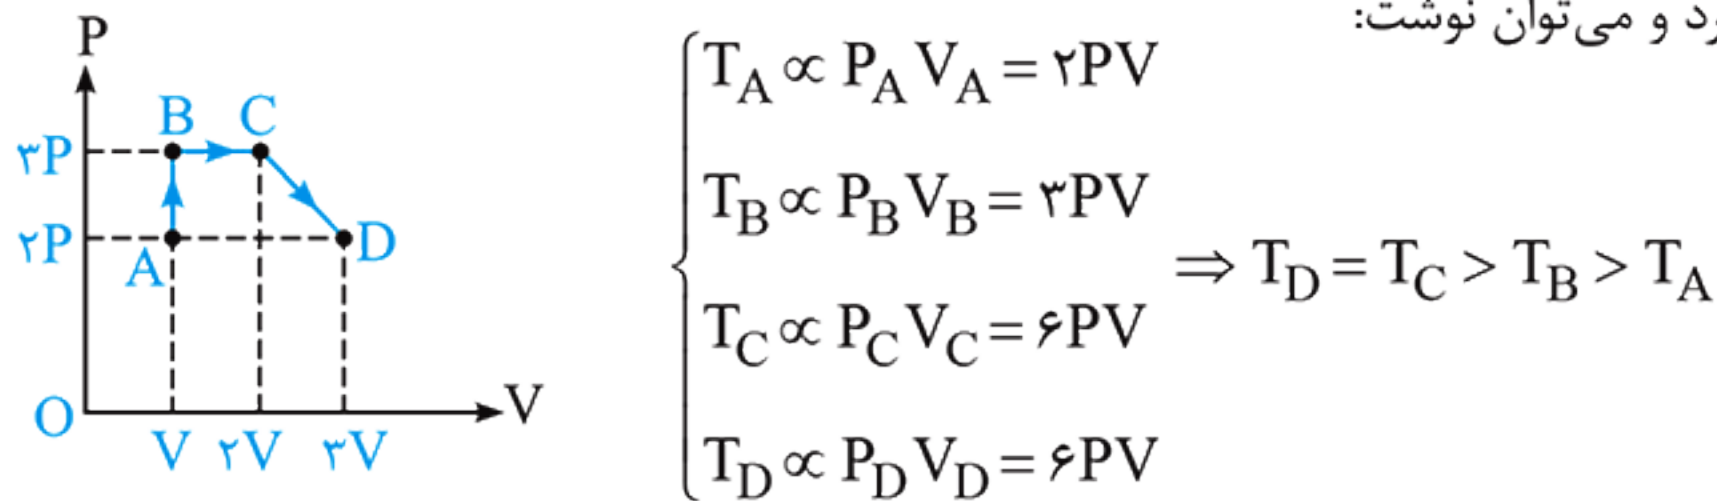 و می‌توان نوشت:
P
B C
۳P
۲P
A
D
O
V
V ۲V ۳V
T_A ∝ P_A V_A = ۲PV
T_B ∝ P_B V_B = ۳PV
T_C ∝ P_C V_C = ۶PV
T_D ∝ P_D V_D = ۶PV
⇒ T_D = T_C > T_B > T_A